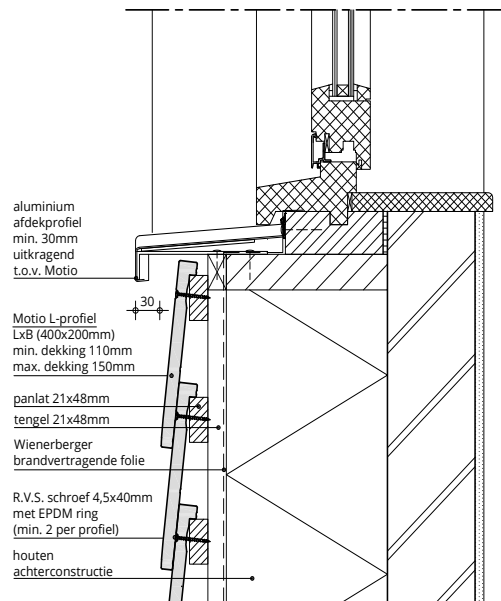 aluminium
afdekprofiel
min. 30mm
uitkragend
t.o.v. Motio
30
Motio L-profiel
LxB (400x200mm)
min. dekking 110mm
max. dekking 150mm
panlat 21x48mm
tengel 21x48mm
Wienerberger
brandvertragende folie
R.V.S. schroef 4,5x40mm
met EPDM ring
(min. 2 per profiel)
houten
achterconstructie